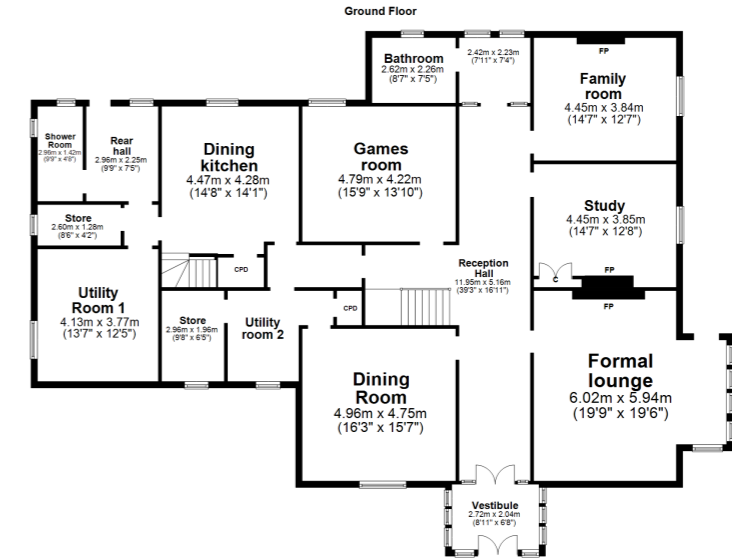 Ground Floor
Bathroom
2.62m x 2.26m
(8'7" x 7'5")
2.42m x 2.23m
(7'11" x 7'4")
FP
Family
room
4.45m x 3.84m
(14'7" x 12'7")
Shower
Room
2.96m x 1.42m
(9'9" x 4'8")
Rear
hall
2.96m x 2.25m
(9'9" x 7'5")
Dining
kitchen
4.47m x 4.28m
(14'8" x 14'1")
Games
room
4.79m x 4.22m
(15'9" x 13'10")
Study
4.45m x 3.85m
(14'7" x 12'8")
Store
2.60m x 1.28m
(8'6" x 4'2")
CPD
Reception
Hall
11.95m x 5.16m
(39'3" x 16'11")
C
FP
FP
Utility
Room 1
4.13m x 3.77m
(13'7" x 12'5")
Store
2.96m x 1.96m
(9'8" x 6'5")
Utility
room 2
CPD
Dining
Room
4.96m x 4.75m
(16'3" x 15'7")
Formal
lounge
6.02m x 5.94m
(19'9" x 19'6")
Vestibule
2.72m x 2.04m
(8'11" x 6'8")